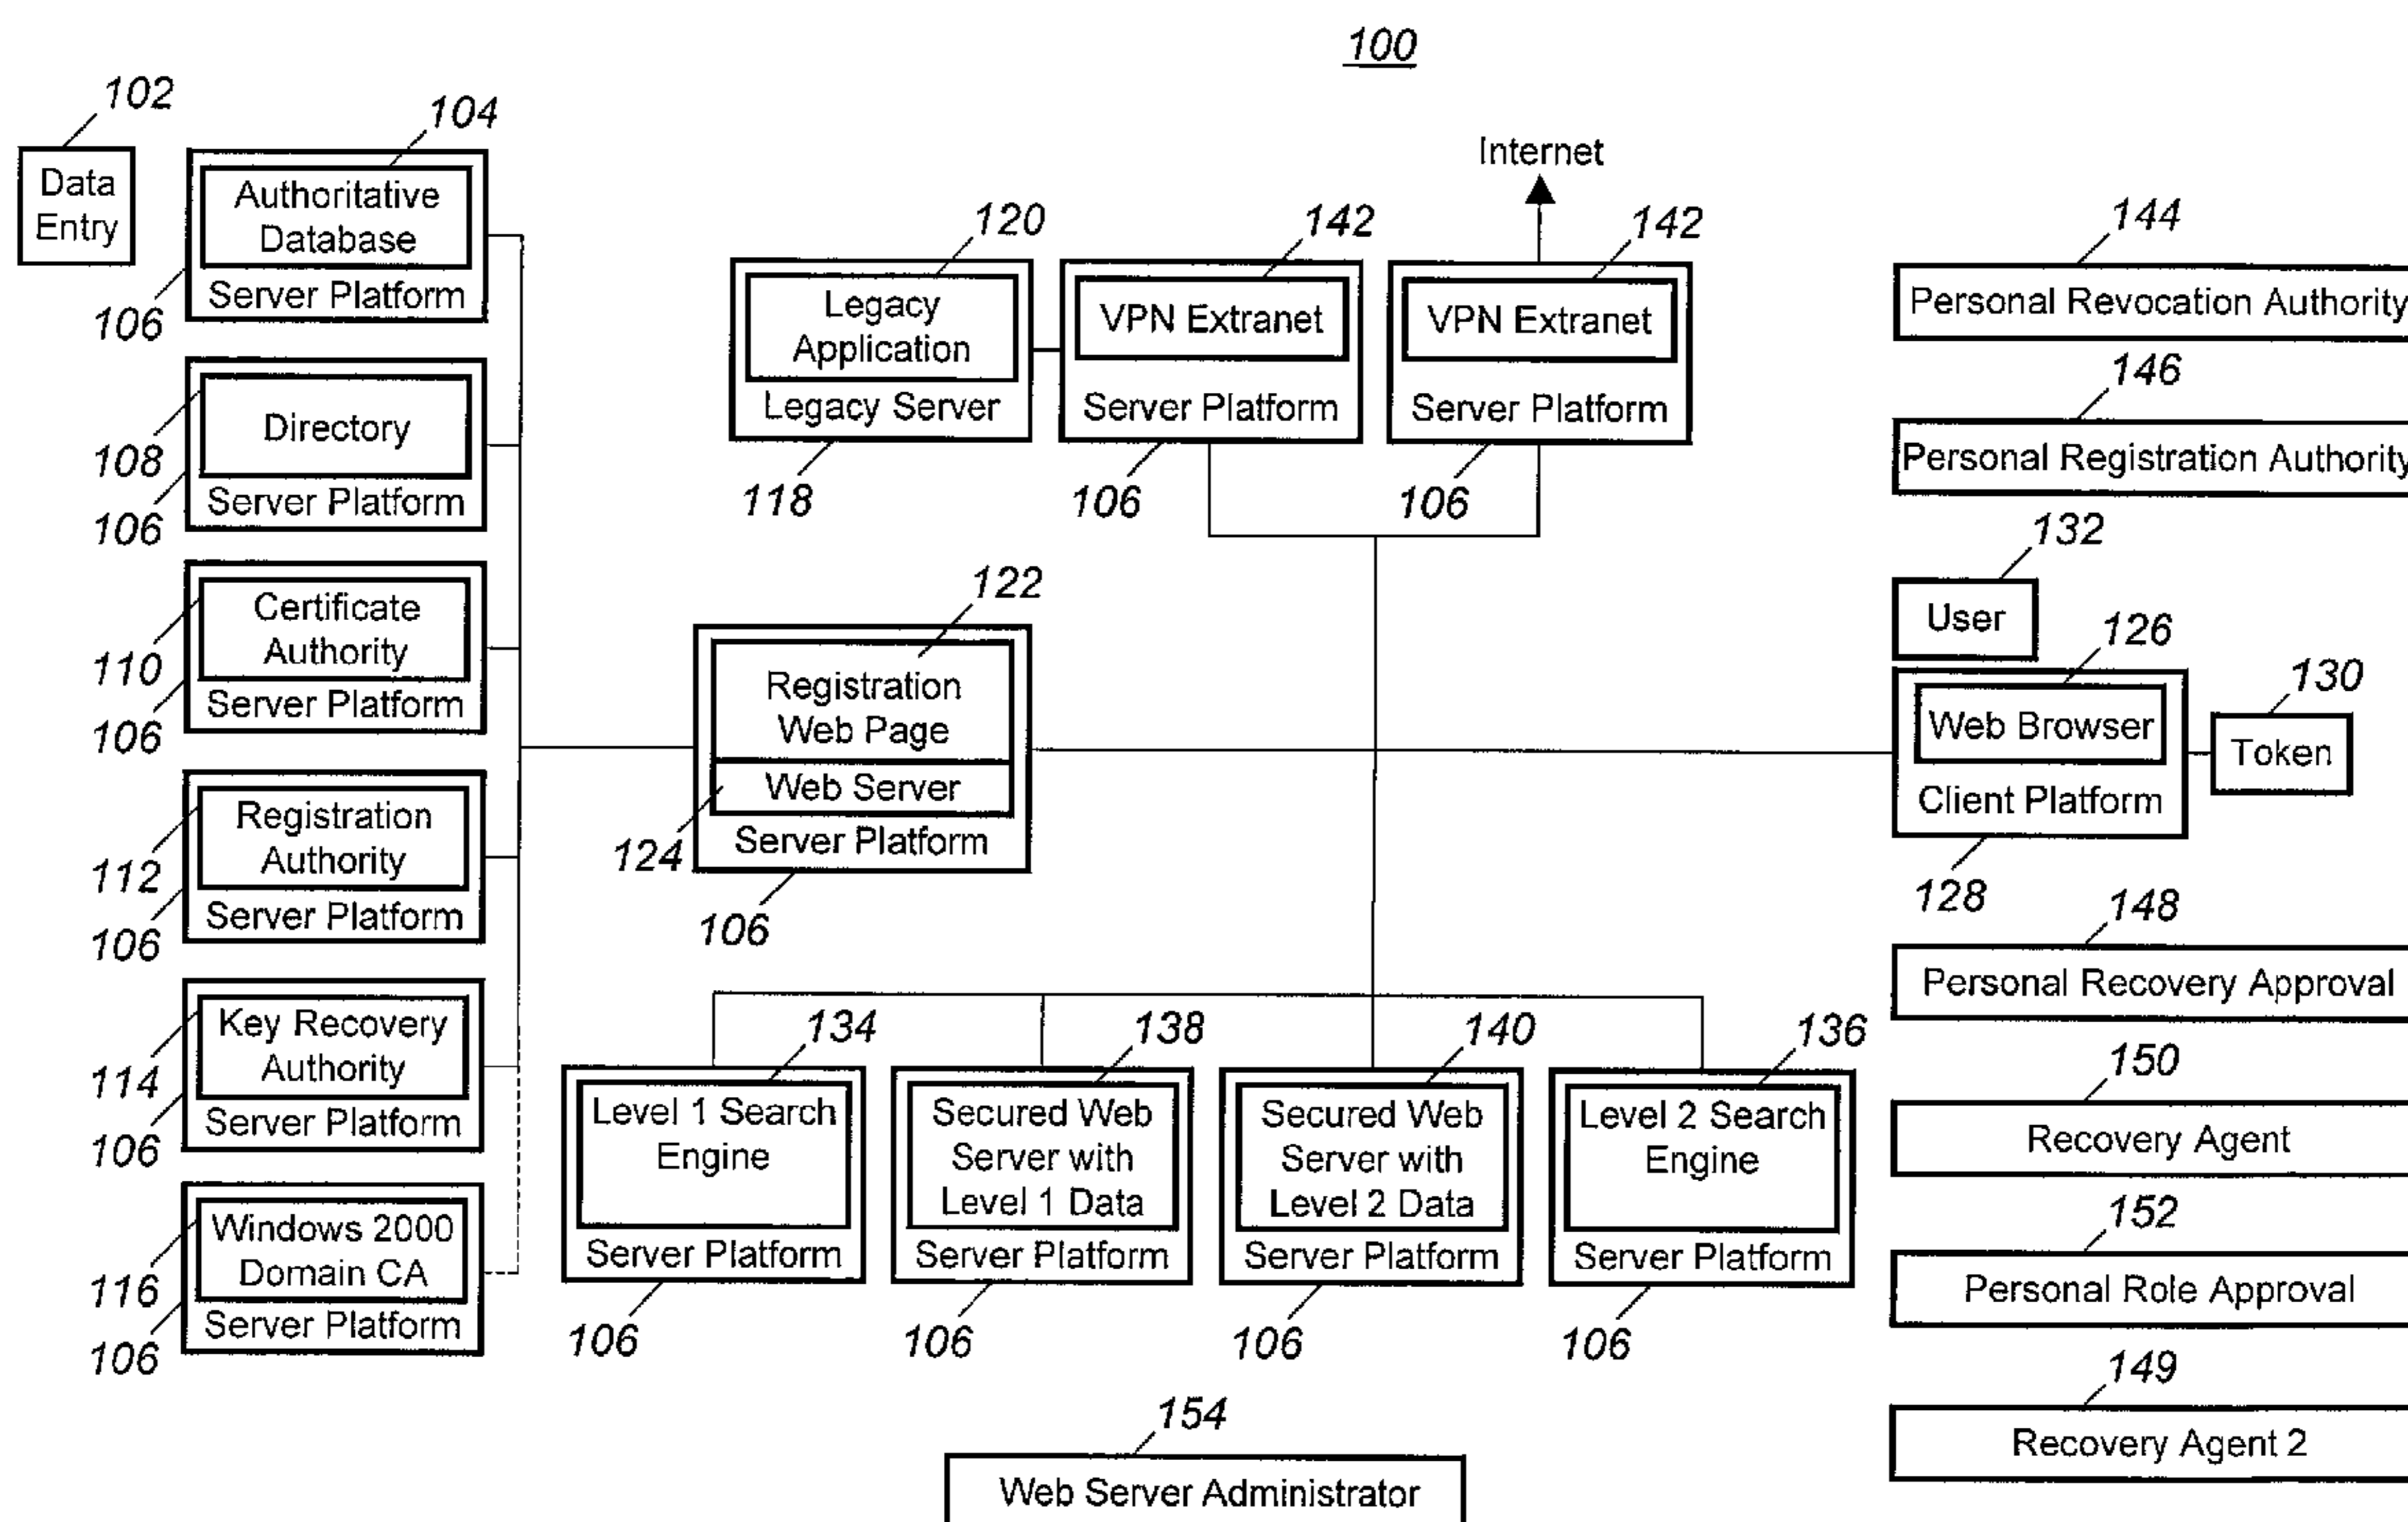 100
102
Data
Entry
104
Authoritative
Database
Server Platform
106
108
Directory
Server Platform
106
110
Certificate
Authority
Server Platform
106
112
Registration
Authority
Server Platform
106
114
Key Recovery
Authority
Server Platform
106
116
Windows 2000
Domain CA
Server Platform
106
120
Legacy
Application
Legacy Server
118
142
VPN Extranet
Server Platform
106
Internet
142
VPN Extranet
Server Platform
106
122
Registration
Web Page
Web Server
124
Server Platform
106
134
Level 1 Search
Engine
Server Platform
106
138
Secured Web
Server with
Level 1 Data
Server Platform
106
140
Secured Web
Server with
Level 2 Data
Server Platform
106
136
Level 2 Search
Engine
Server Platform
106
154
Web Server Administrator
144
Personal Revocation Authority
146
Personal Registration Authority
132
User
126
Web Browser
Client Platform
128
130
Token
148
Personal Recovery Approval
150
Recovery Agent
152
Personal Role Approval
149
Recovery Agent 2